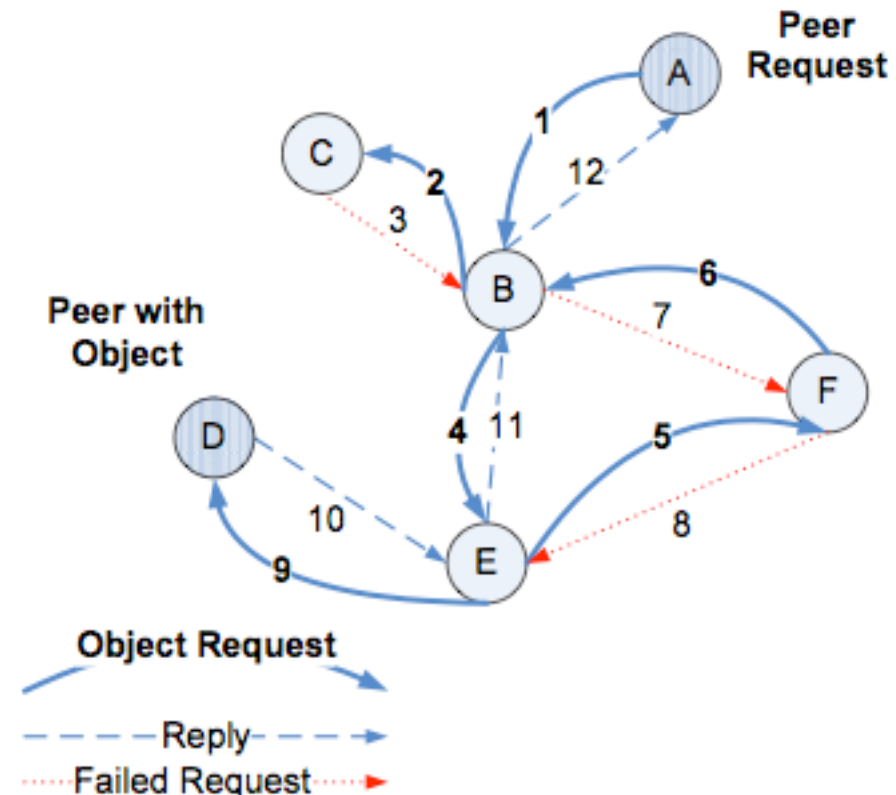 Peer
Request
A
1
C
12
2
3
B
6
7
Peer with
Object
F
D
4
11
5
10
8
E
9
Object Request
Reply
Failed Request